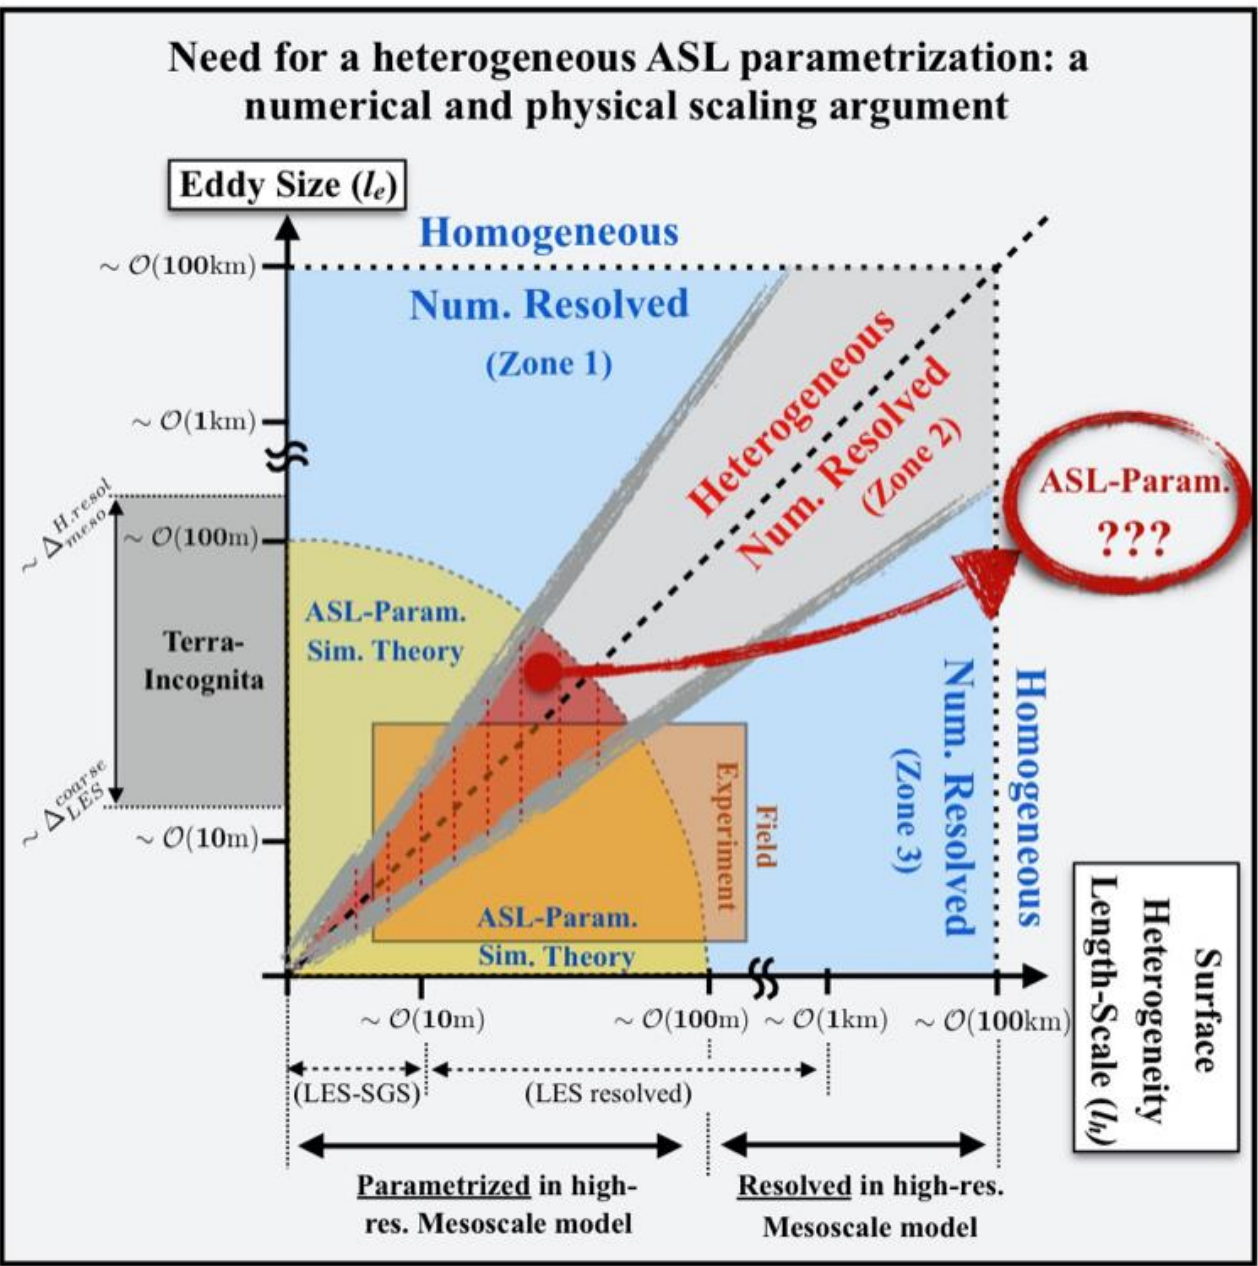 Need for a heterogeneous ASL parametrization: a
numerical and physical scaling argument
Eddy Size (lₑ)
Homogeneous
~ O(100km)
Num. Resolved
(Zone 1)
Heterogeneous
Num. Resolved
(Zone 2)
~ O(1km)
ASL-Param.
???
~ Δ_meso^H.resol
~ O(100m)
ASL-Param.
Sim. Theory
Terra-
Incognita
Homogeneous
Num. Resolved
(Zone 3)
~ Δ_LES^coarse
~ O(10m)
Field
Experiment
ASL-Param.
Sim. Theory
Surface
Heterogeneity
Length-Scale (lₕ)
~ O(10m)
~ O(100m)
~ O(1km)
~ O(100km)
(LES-SGS)
(LES resolved)
Parametrized in high-
res. Mesoscale model
Resolved in high-res.
Mesoscale model